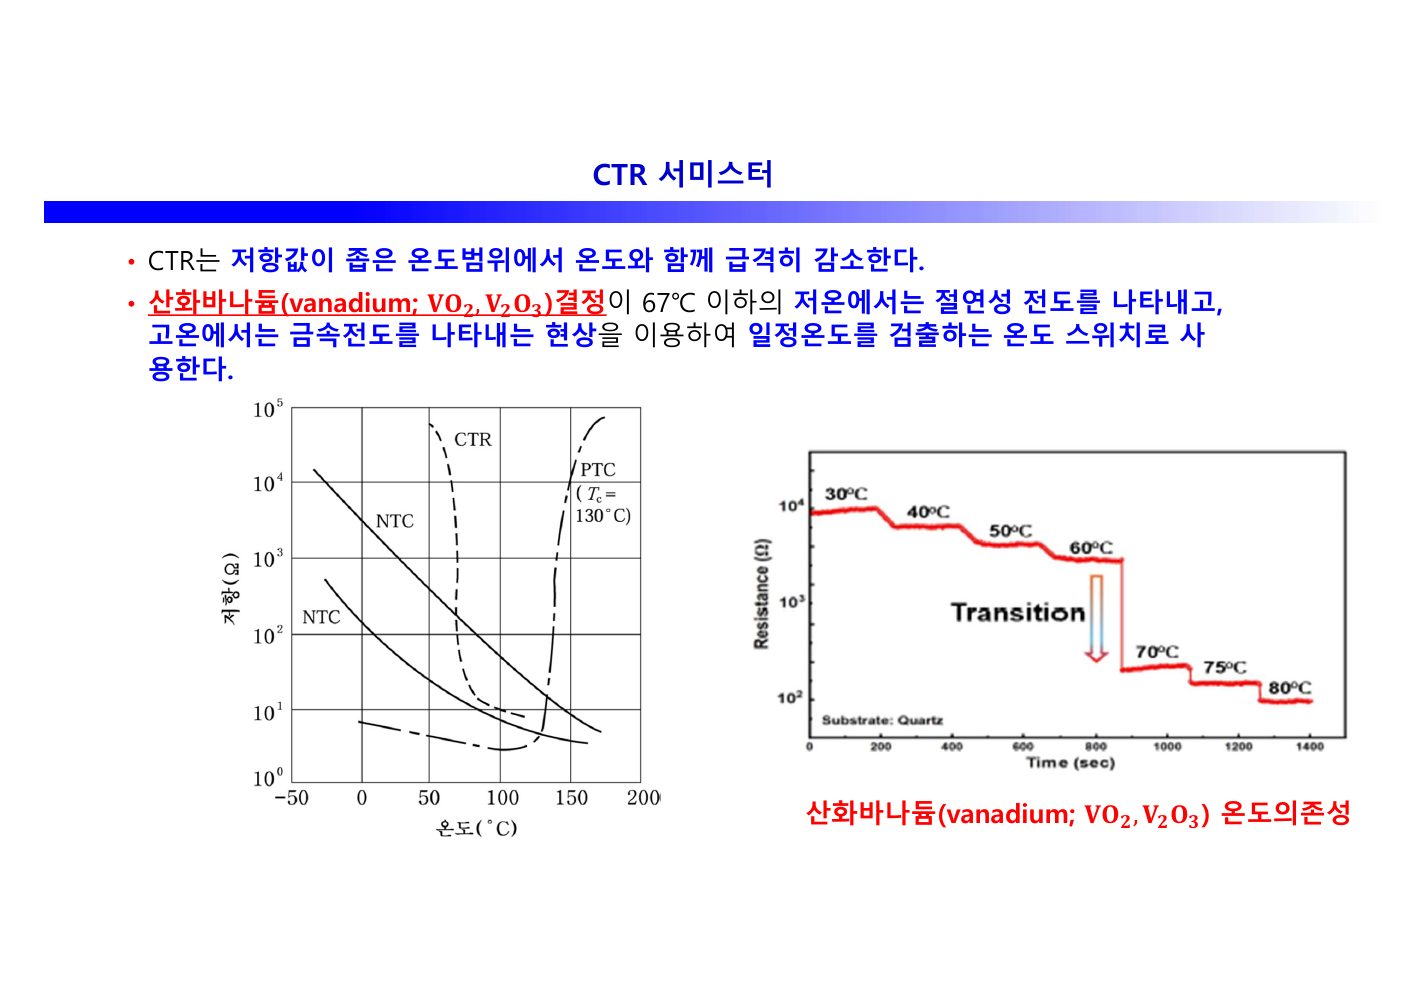 CTR 서미스터
• CTR는 저항값이 좁은 온도범위에서 온도와 함께 급격히 감소한다.
• 산화바나듐(vanadium; VO₂, V₂O₃)결정이 67℃ 이하의 저온에서는 절연성 전도를 나타내고,
고온에서는 금속전도를 나타내는 현상을 이용하여 일정온도를 검출하는 온도 스위치로 사
용한다.
10⁵
10⁴
10³
10²
10¹
10⁰
저항(Ω)
CTR
PTC
( T꜀ =
130°C)
NTC
NTC
−50 0 50 100 150 200
온도(°C)
10⁴
10³
10²
Resistance (Ω)
30ºC
40ºC
50ºC
60ºC
Transition
70ºC
75ºC
80ºC
Substrate: Quartz
0 200 400 600 800 1000 1200 1400
Time (sec)
산화바나듐(vanadium; VO₂, V₂O₃) 온도의존성